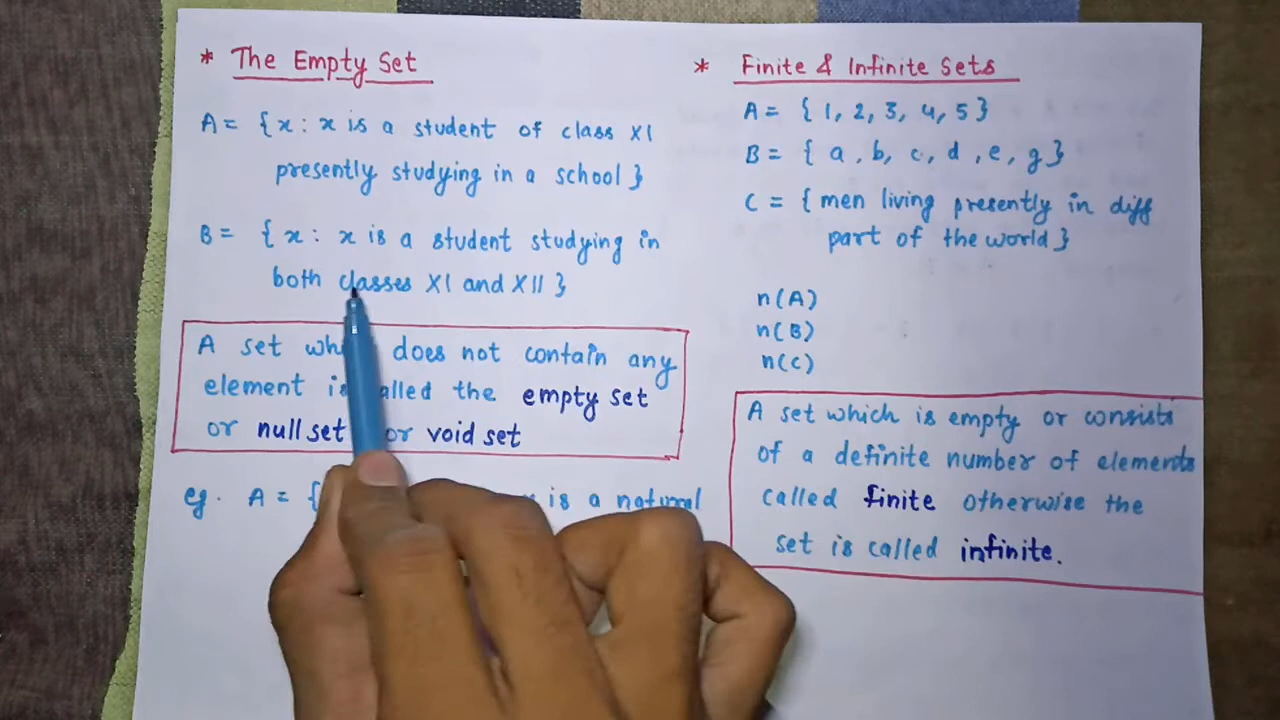 * The Empty Set
A = {x : x is a student of class XI
presently studying in a school }
B = { x : x is a student studying in
both classes XI and XII }
A set does not contain any
element is called the empty set
or null set or void set
eg. A = { x is a natural
* Finite & Infinite Sets
A = { 1, 2, 3, 4, 5 }
B = { a, b, c, d, e, g }
C = { men living presently in diff
part of the world }
n(A)
n(B)
n(C)
A set which is empty or consists
of a definite number of elements
called finite otherwise the
set is called infinite.